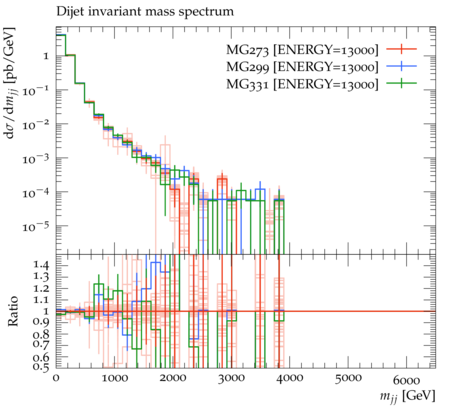 Dijet invariant mass spectrum
dσ/dm_jj [pb/GeV]
1
10⁻¹
10⁻²
10⁻³
10⁻⁴
10⁻⁵
MG273 [ENERGY=13000]
MG299 [ENERGY=13000]
MG331 [ENERGY=13000]
Ratio
1.4
1.3
1.2
1.1
1
0.9
0.8
0.7
0.6
0.5
0 1000 2000 3000 4000 5000 6000
m_jj [GeV]